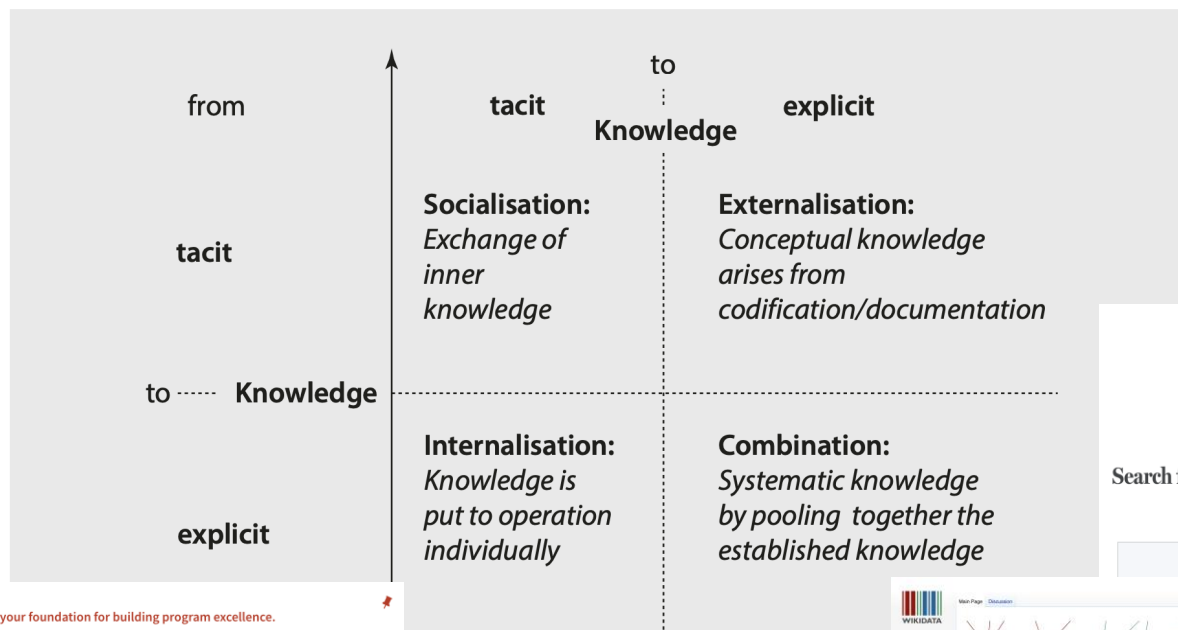 to
from
tacit
explicit
Knowledge
Socialisation:
Exchange of
inner
knowledge
Externalisation:
Conceptual knowledge
arises from
codification/documentation
tacit
to
Knowledge
Internalisation:
Knowledge is
put to operation
individually
Combination:
Systematic knowledge
by pooling together the
established knowledge
explicit
Search
your foundation for building program excellence.
WIKIDATA
Main Page
Discussion